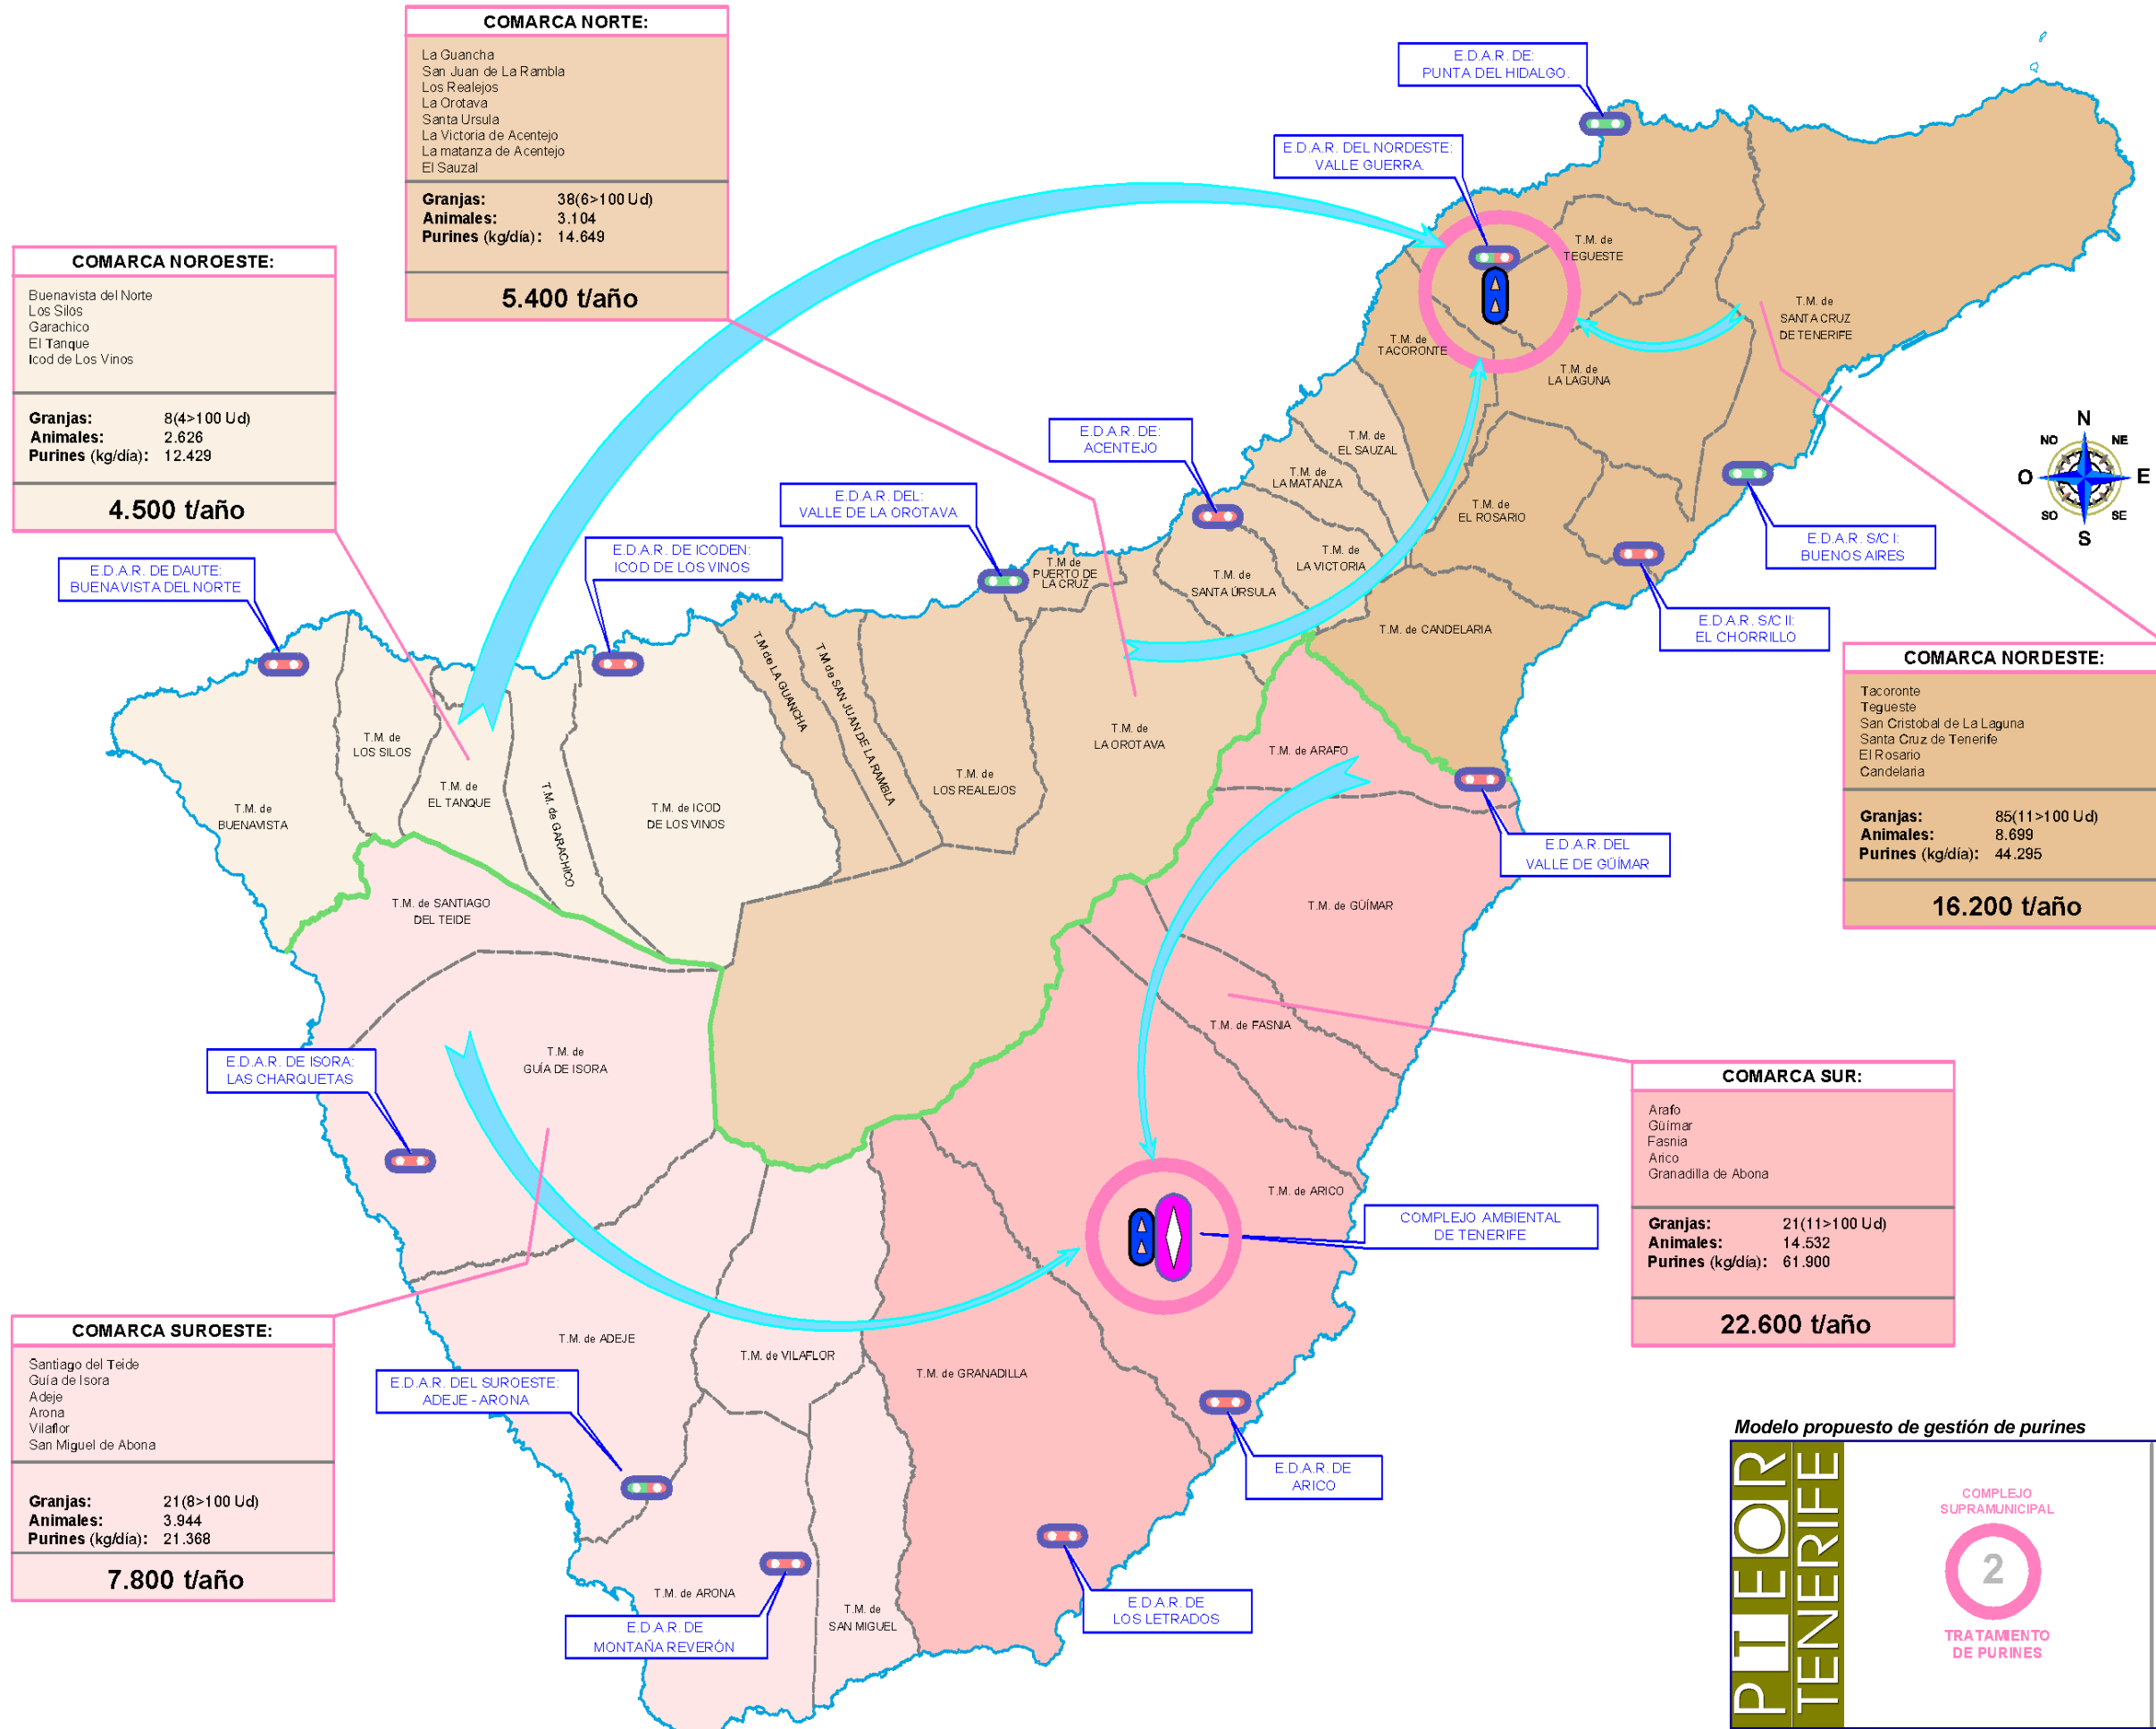 COMARCA NORTE:
La Guancha
San Juan de La Rambla
Los Realejos
La Orotava
Santa Ursula
La Victoria de Acentejo
La matanza de Acentejo
El Sauzal
Granjas: 38(6>100 Ud)
Animales: 3.104
Purines (kg/día): 14.649
5.400 t/año
COMARCA NOROESTE:
Buenavista del Norte
Los Silos
Garachico
El Tanque
Icod de Los Vinos
Granjas: 8(4>100 Ud)
Animales: 2.626
Purines (kg/día): 12.429
4.500 t/año
E.D.A.R. DE:
PUNTA DEL HIDALGO.
E.D.A.R. DEL NORDESTE:
VALLE GUERRA.
E.D.A.R. DE:
ACENTEJO
E.D.A.R. DEL:
VALLE DE LA OROTAVA
E.D.A.R. DE ICODEN:
ICOD DE LOS VINOS
E.D.A.R. DE DAUTE:
BUENAVISTA DEL NORTE
T.M. de
TEGUESTE
T.M. de
SANTA CRUZ
DE TENERIFE
T.M. de
TACORONTE
T.M. de
LA LAGUNA
T.M. de
EL SAUZAL
T.M. de
LA MATANZA
T.M. de
EL ROSARIO
T.M. de
LA VICTORIA
T.M. de
SANTA ÚRSULA
T.M de
PUERTO DE
LA CRUZ
T.M. de CANDELARIA
N
NO
NE
O
E
SO
SE
S
E.D.A.R. S/C I:
BUENOS AIRES
E.D.A.R. S/C II:
EL CHORRILLO
COMARCA NORDESTE:
Tacoronte
Tegueste
San Cristobal de La Laguna
Santa Cruz de Tenerife
El Rosario
Candelaria
Granjas: 85(11>100 Ud)
Animales: 8.699
Purines (kg/día): 44.295
16.200 t/año
T.M. de
BUENAVISTA
T.M. de
LOS SILOS
T.M. de
EL TANQUE
T.M. de GARACHICO
T.M. de ICOD
DE LOS VINOS
T.M de LA GUANCHA
T.M de SAN JUAN DE LA RAMBLA
T.M. de
LOS REALEJOS
T.M. de
LA OROTAVA
T.M. de ARAFO
E.D.A.R. DEL
VALLE DE GÜÍMAR
T.M. de GÜÍMAR
T.M. de SANTIAGO
DEL TEIDE
T.M. de
GUÍA DE ISORA
T.M. de FASNIA
T.M. de ARICO
E.D.A.R. DE ISORA:
LAS CHARQUETAS
COMPLEJO AMBIENTAL
DE TENERIFE
COMARCA SUR:
Arafo
Güímar
Fasnia
Arico
Granadilla de Abona
Granjas: 21(11>100 Ud)
Animales: 14.532
Purines (kg/día): 61.900
22.600 t/año
COMARCA SUROESTE:
Santiago del Teide
Guía de Isora
Adeje
Arona
Vilaflor
San Miguel de Abona
Granjas: 21(8>100 Ud)
Animales: 3.944
Purines (kg/día): 21.368
7.800 t/año
T.M. de ADEJE
T.M. de VILAFLOR
T.M. de GRANADILLA
E.D.A.R. DEL SUROESTE:
ADEJE - ARONA
E.D.A.R. DE
ARICO
T.M. de ARONA
T.M. de
SAN MIGUEL
E.D.A.R. DE
MONTAÑA REVERÓN
E.D.A.R. DE
LOS LETRADOS
Modelo propuesto de gestión de purines
PTEOR
TENERIFE
COMPLEJO
SUPRAMUNICIPAL
2
TRATAMIENTO
DE PURINES